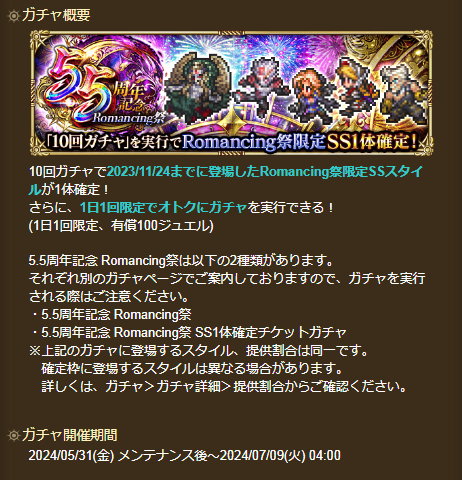 ガチャ概要
5.5周年記念
Romancing祭
「10回ガチャ」を実行でRomancing祭限定SS1体確定!
10回ガチャで2023/11/24までに登場したRomancing祭限定SSスタイ
ルが1体確定!
さらに、1日1回限定でオトクにガチャを実行できる!
(1日1回限定、有償100ジュエル)
5.5周年記念 Romancing祭は以下の2種類があります。
それぞれ別のガチャページでご案内しておりますので、ガチャを実行
される際はご注意ください。
・5.5周年記念 Romancing祭
・5.5周年記念 Romancing祭 SS1体確定チケットガチャ
※上記のガチャに登場するスタイル、提供割合は同一です。
確定枠に登場するスタイルは異なる場合があります。
詳しくは、ガチャ>ガチャ詳細>提供割合からご確認ください。
ガチャ開催期間
2024/05/31(金) メンテナンス後~2024/07/09(火) 04:00